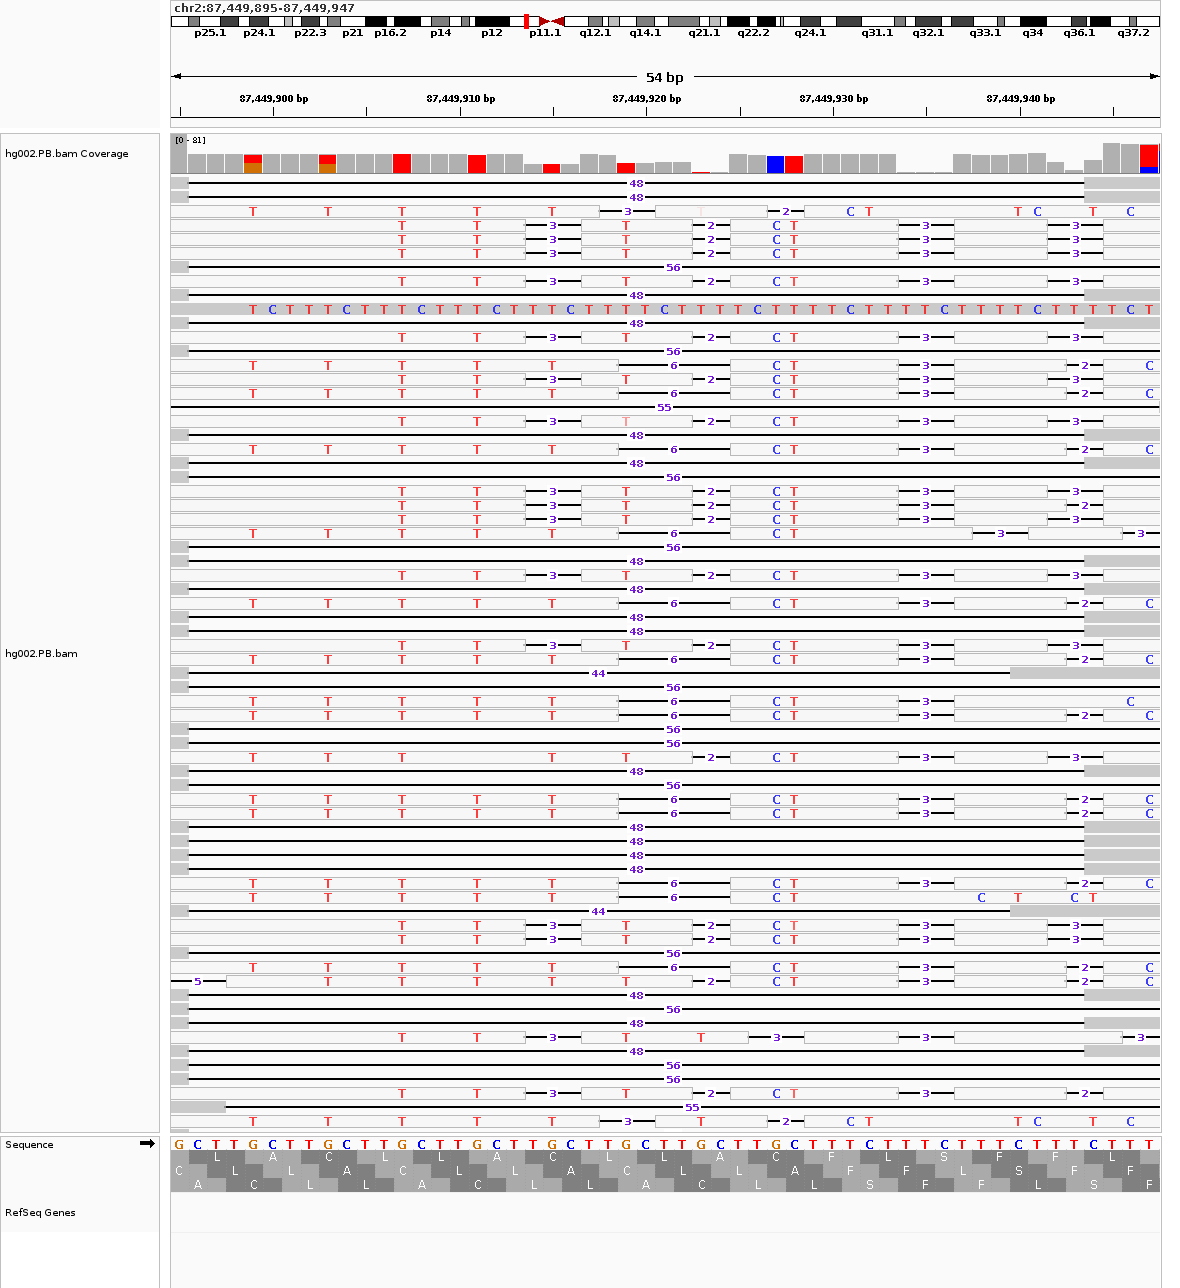 chr2:87,449,895-87,449,947
p25.1 p24.1 p22.3 p21 p16.2 p14 p12 p11.1 q12.1 q14.1 q21.1 q22.2 q24.1 q31.1 q32.1 q33.1 q34 q36.1 q37.2
54 bp
87,449,900 bp 87,449,910 bp 87,449,920 bp 87,449,930 bp 87,449,940 bp
[0 - 81]
hg002.PB.bam Coverage
48
48
T T T T T 3 2 C T T C T C
T T 3 T 2 C T 3 3
T T 3 T 2 C T 3 3
T T 3 T 2 C T 3 3
56
T T 3 T 2 C T 3 3
48
T C T T T C T T T C T T T C T T T C T T T T C T T T T C T T T T C T T T T C T T T T C T T T T C T
48
T T 3 T 2 C T 3 3
56
T T T T T 6 C T 3 2 C
T T 3 T 2 C T 3 3
T T T T T 6 C T 3 2 C
55
T T 3 T 2 C T 3 3
48
T T T T T 6 C T 3 2 C
48
56
T T 3 T 2 C T 3 3
T T 3 T 2 C T 3 2
T T 3 T 2 C T 3 3
T T T T T 6 C T 3 3
56
48
T T 3 T 2 C T 3 3
48
T T T T T 6 C T 3 2 C
48
48
T T 3 T 2 C T 3 3
hg002.PB.bam
T T T T T 6 C T 3 2 C
44
56
T T T T T 6 C T 3 C
T T T T T 6 C T 3 2 C
56
56
T T T T T 2 C T 3 3
48
56
T T T T T 6 C T 3 2 C
T T T T T 6 C T 3 2 C
48
48
48
48
T T T T T 6 C T 3 2 C
T T T T T 6 C T C T C T
44
T T 3 T 2 C T 3 3
T T 3 T 2 C T 3 3
56
T T T T T 6 C T 3 2 C
5 T T T T T 2 C T 3 2 C
48
56
48
T T 3 T T 3 3 3
48
56
56
T T 3 T 2 C T 3 2
55
T T T T T 3 T 2 C T T C T C
Sequence G C T T G C T T G C T T G C T T G C T T G C T T G C T T G C T T G C T T T C T T T C T T T C T T T C T T T
L A C L L A C L L A C F L S F F L
C L L A C L L A C L L A F F L S F F
A C L L A C L L A C L L S F F L S F
RefSeq Genes